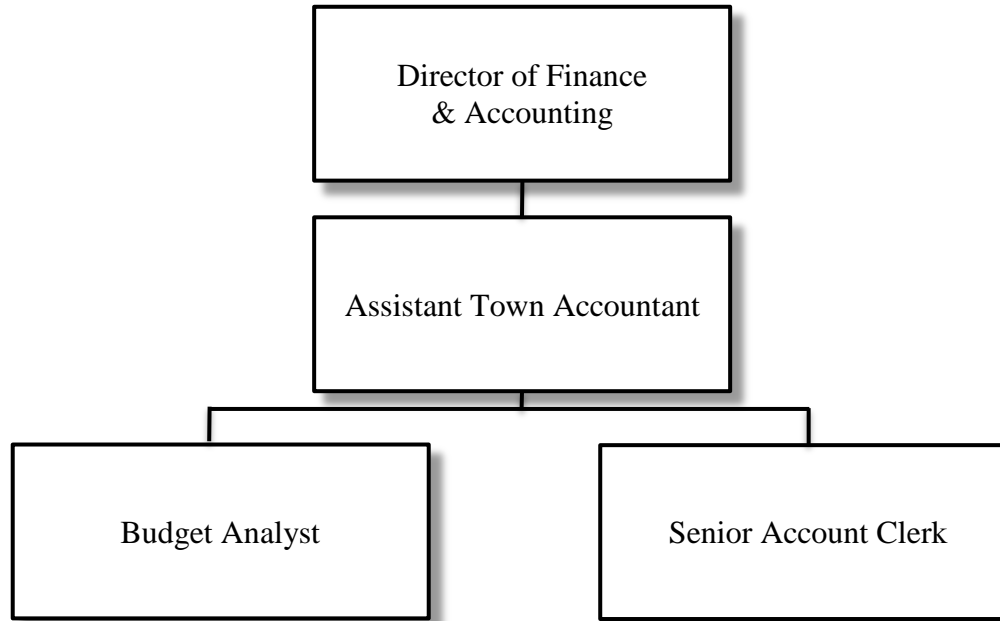 Director of Finance
& Accounting
Assistant Town Accountant
Budget Analyst
Senior Account Clerk